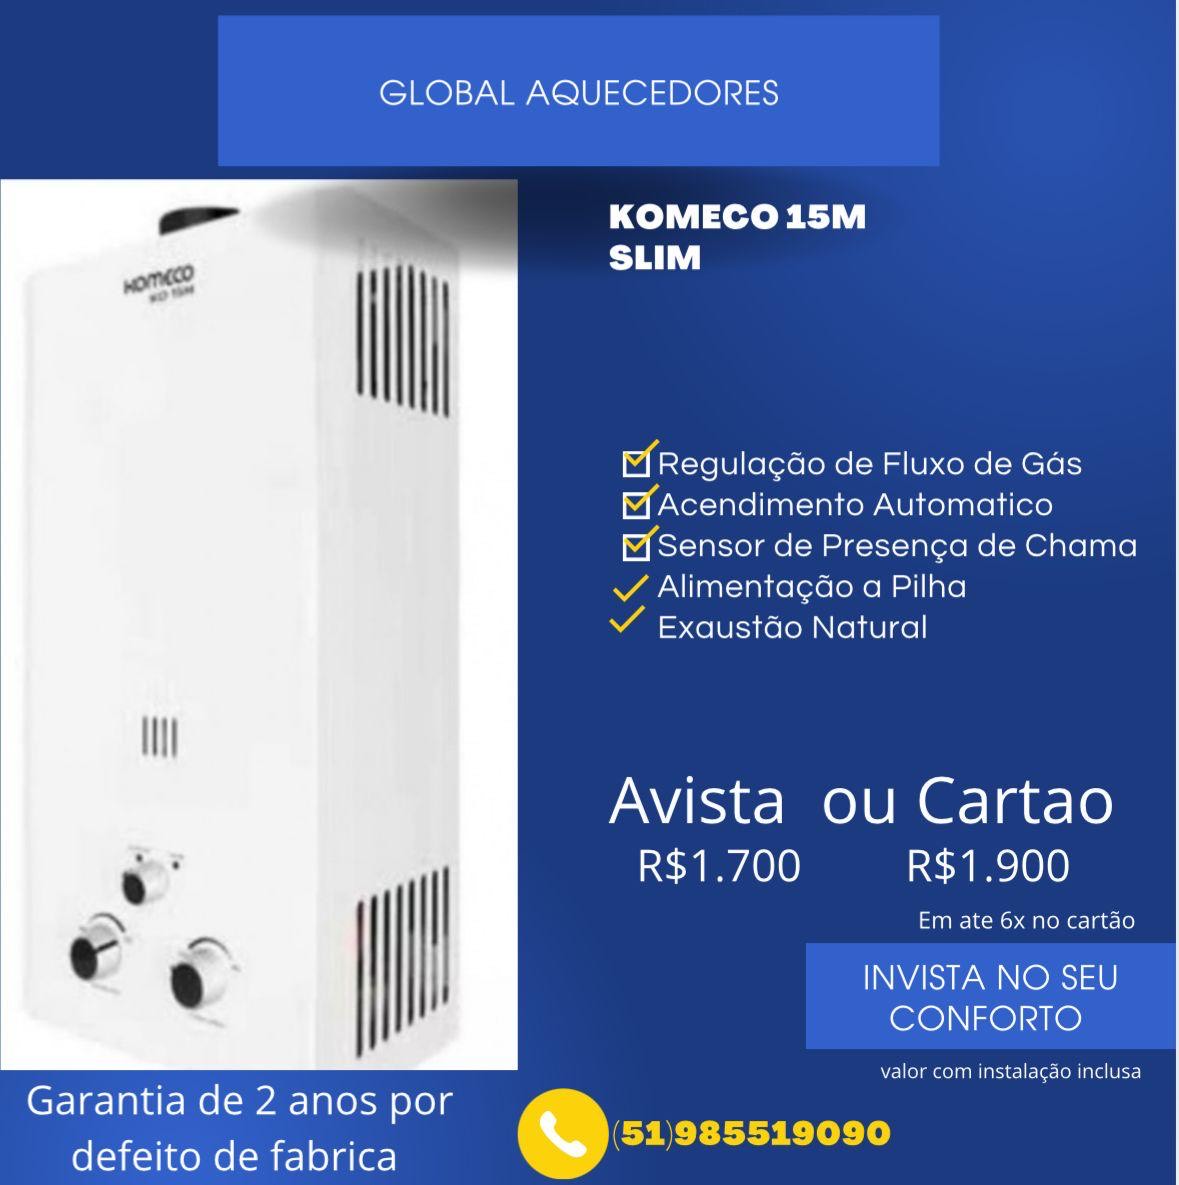 GLOBAL AQUECEDORES
KOMECO
KO 15M
KOMECO 15M
SLIM
Regulação de Fluxo de Gás
Acendimento Automatico
Sensor de Presença de Chama
Alimentação a Pilha
Exaustão Natural
Avista ou Cartao
R$1.700 R$1.900
Em ate 6x no cartão
INVISTA NO SEU
CONFORTO
valor com instalação inclusa
Garantia de 2 anos por
defeito de fabrica
(51)985519090